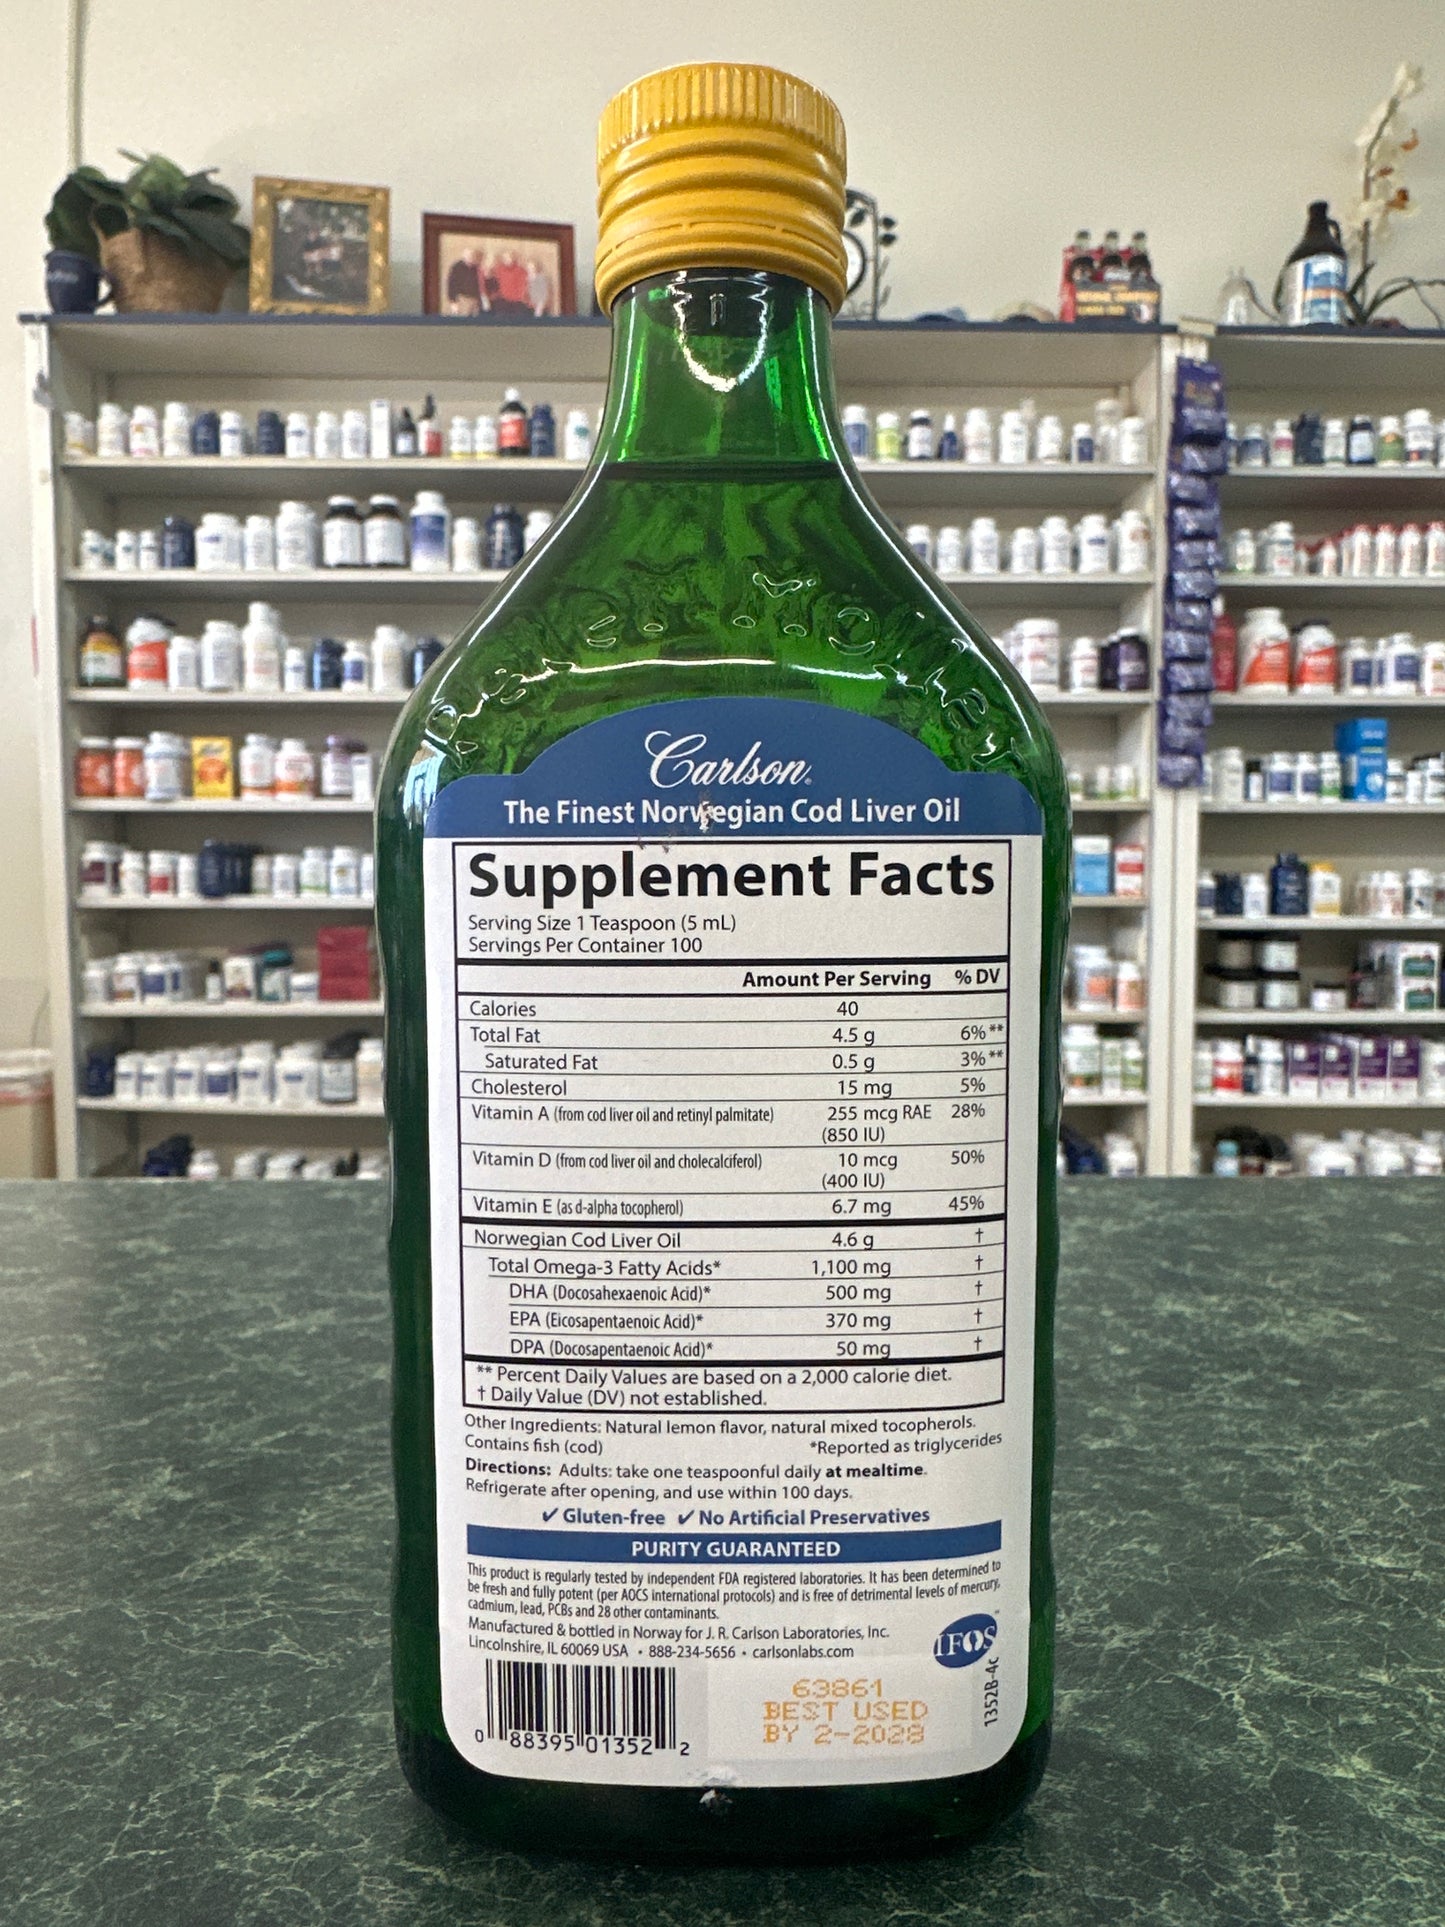 Carlson
The Finest Norwegian Cod Liver Oil
Supplement Facts
Serving Size 1 Teaspoon (5 mL)
Servings Per Container 100
Amount Per Serving % DV
Calories 40
Total Fat 4.5 g 6%**
Saturated Fat 0.5 g 3%**
Cholesterol 15 mg 5%
Vitamin A (from cod liver oil and retinyl palmitate) 255 mcg RAE 28%
(850 IU)
Vitamin D (from cod liver oil and cholecalciferol) 10 mcg 50%
(400 IU)
Vitamin E (as d-alpha tocopherol) 6.7 mg 45%
Norwegian Cod Liver Oil 4.6 g †
Total Omega-3 Fatty Acids* 1,100 mg †
DHA (Docosahexaenoic Acid)* 500 mg †
EPA (Eicosapentaenoic Acid)* 370 mg †
DPA (Docosapentaenoic Acid)* 50 mg †
** Percent Daily Values are based on a 2,000 calorie diet.
† Daily Value (DV) not established.
Other Ingredients: Natural lemon flavor, natural mixed tocopherols.
Contains fish (cod) *Reported as triglycerides
Directions: Adults: take one teaspoonful daily at mealtime.
Refrigerate after opening, and use within 100 days.
✓ Gluten-free ✓ No Artificial Preservatives
PURITY GUARANTEED
This product is regularly tested by independent FDA registered laboratories. It has been determined to
be fresh and fully potent (per AOCS international protocols) and is free of detrimental levels of mercury,
cadmium, lead, PCBs and 28 other contaminants.
Manufactured & bottled in Norway for J. R. Carlson Laboratories, Inc.
Lincolnshire, IL 60069 USA • 888-234-5656 • carlsonlabs.com
IFOS™
1352B-4c
0 88395 01352 2
63861
BEST USED
BY 2-2028